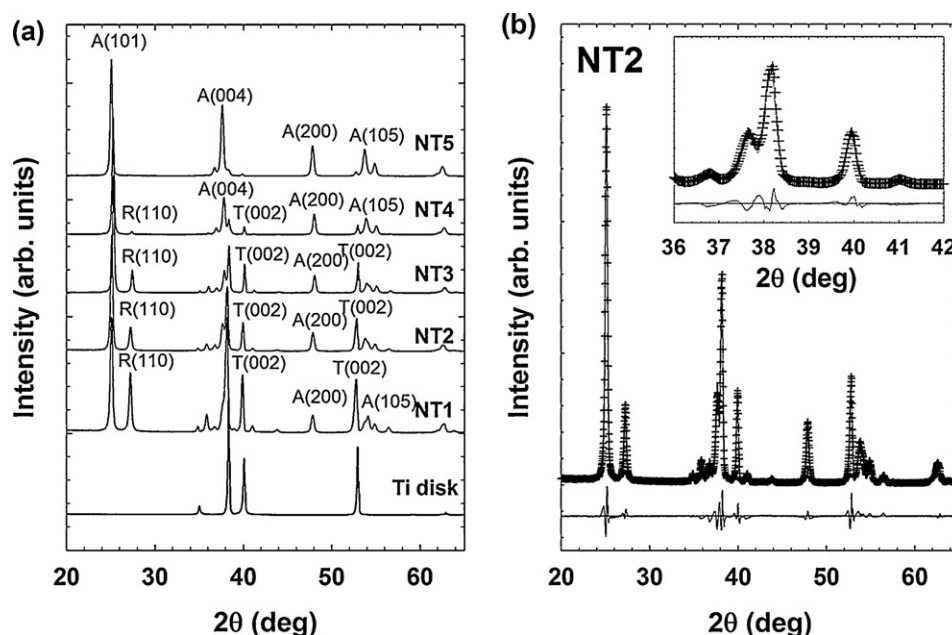 (a)
A(101)
A(004)
A(200)
A(105)
NT5
A(004)
R(110)
T(002)
A(200)
A(105)
NT4
R(110)
T(002)
A(200)
T(002)
NT3
R(110)
T(002)
A(200)
T(002)
NT2
R(110)
T(002)
T(002)
A(200)
A(105)
NT1
Ti disk
Intensity (arb. units)
20 30 40 50 60
2θ (deg)
(b)
NT2
36 37 38 39 40 41 42
2θ (deg)
Intensity (arb. units)
20 30 40 50 60
2θ (deg)